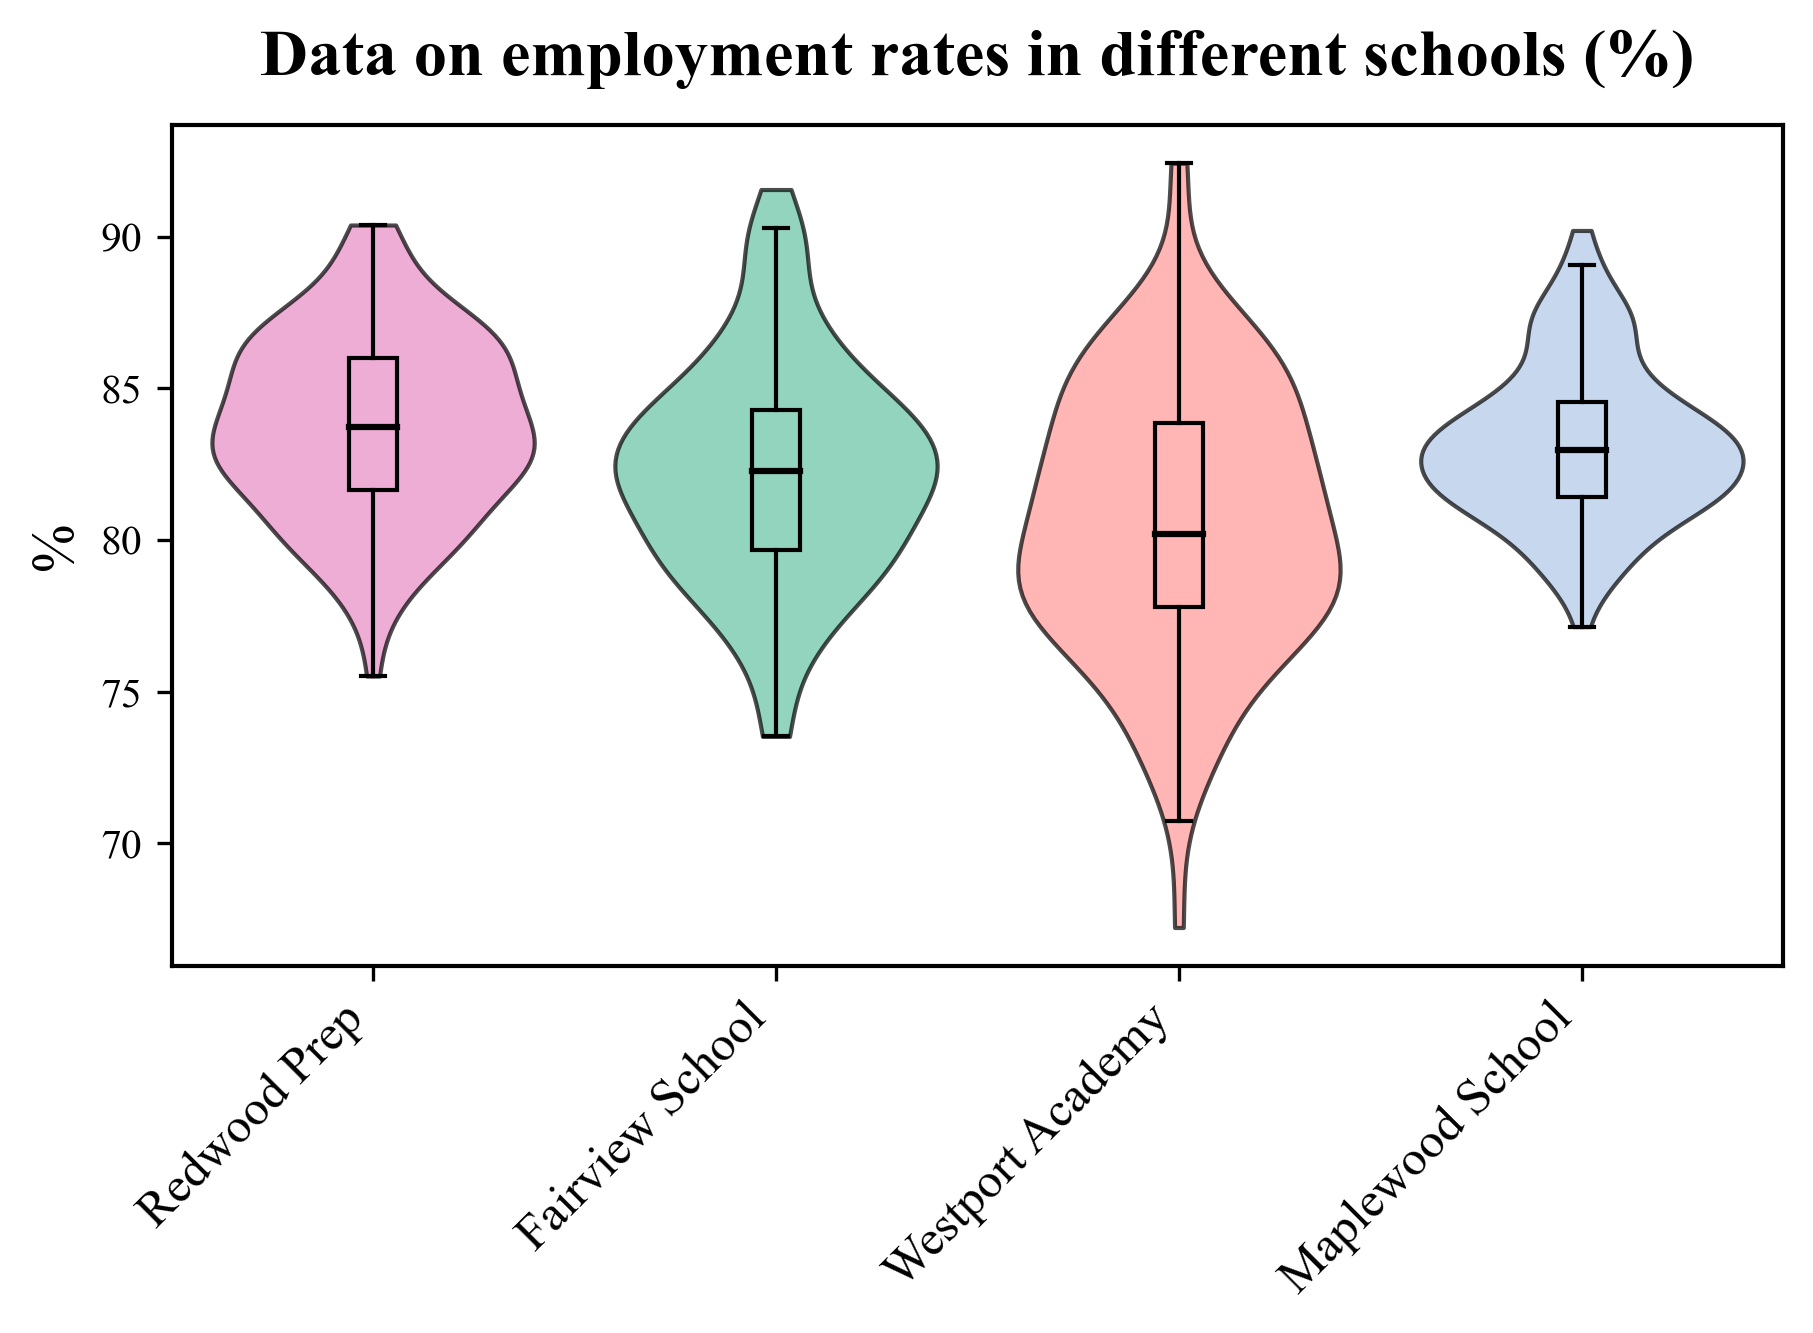 Data on employment rates in different schools (%)
%
90
85
80
75
70
Redwood Prep
Fairview School
Westport Academy
Maplewood School